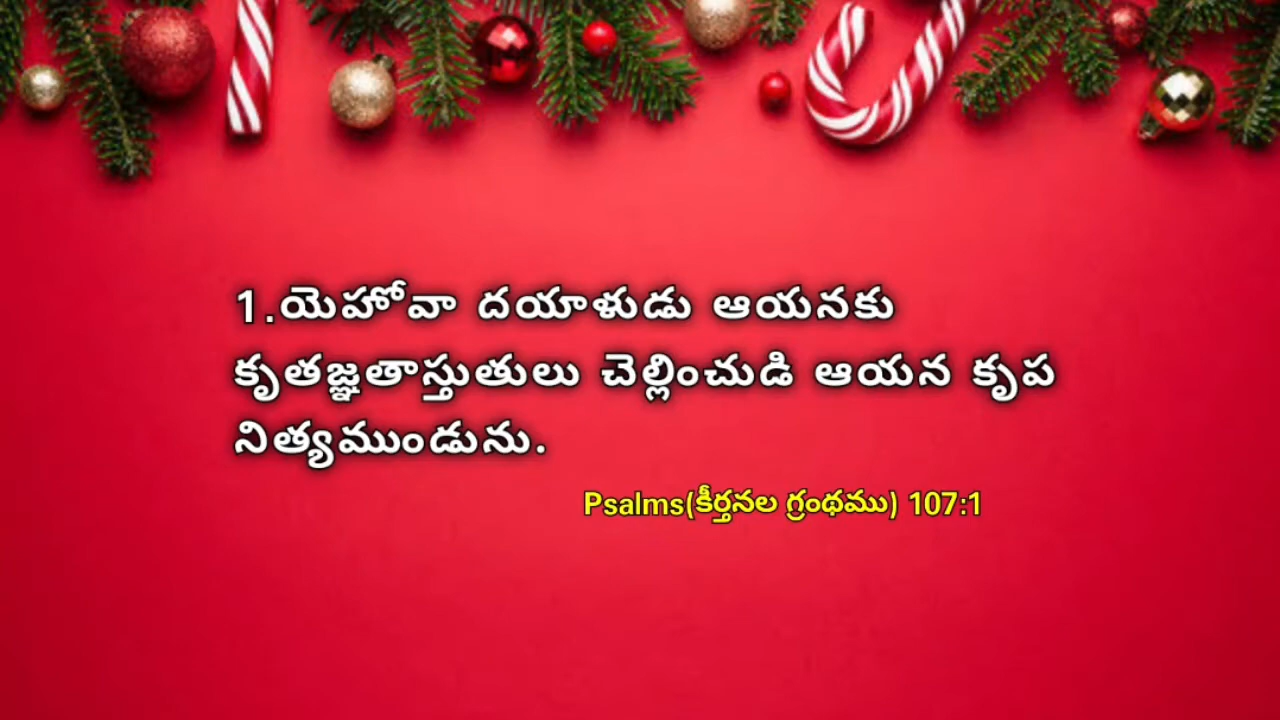 1.యెహోవా దయాళుడు ఆయనకు
కృతజ్ఞతాస్తుతులు చెల్లించుడి ఆయన కృప
నిత్యముండును.
Psalms(కీర్తనల గ్రంథము) 107:1